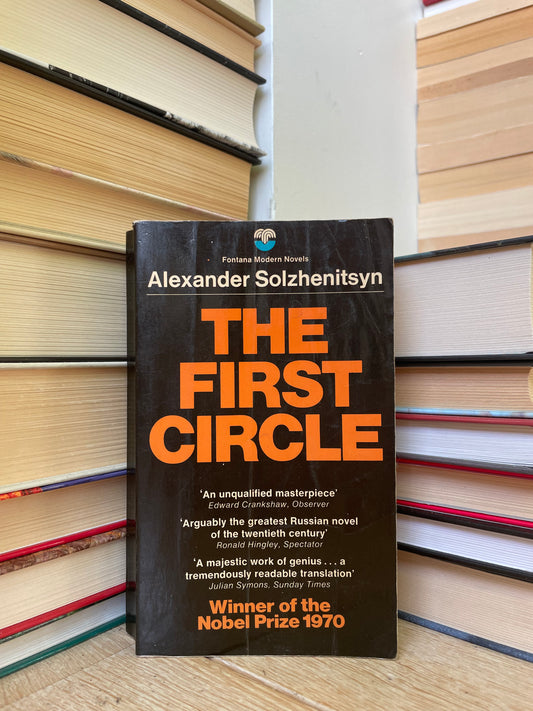 Fontana Modern Novels
Alexander Solzhenitsyn
THE
FIRST
CIRCLE
'An unqualified masterpiece'
Edward Crankshaw, Observer
'Arguably the greatest Russian novel
of the twentieth century'
Ronald Hingley, Spectator
'A majestic work of genius . . . a
tremendously readable translation'
Julian Symons, Sunday Times
Winner of the
Nobel Prize 1970